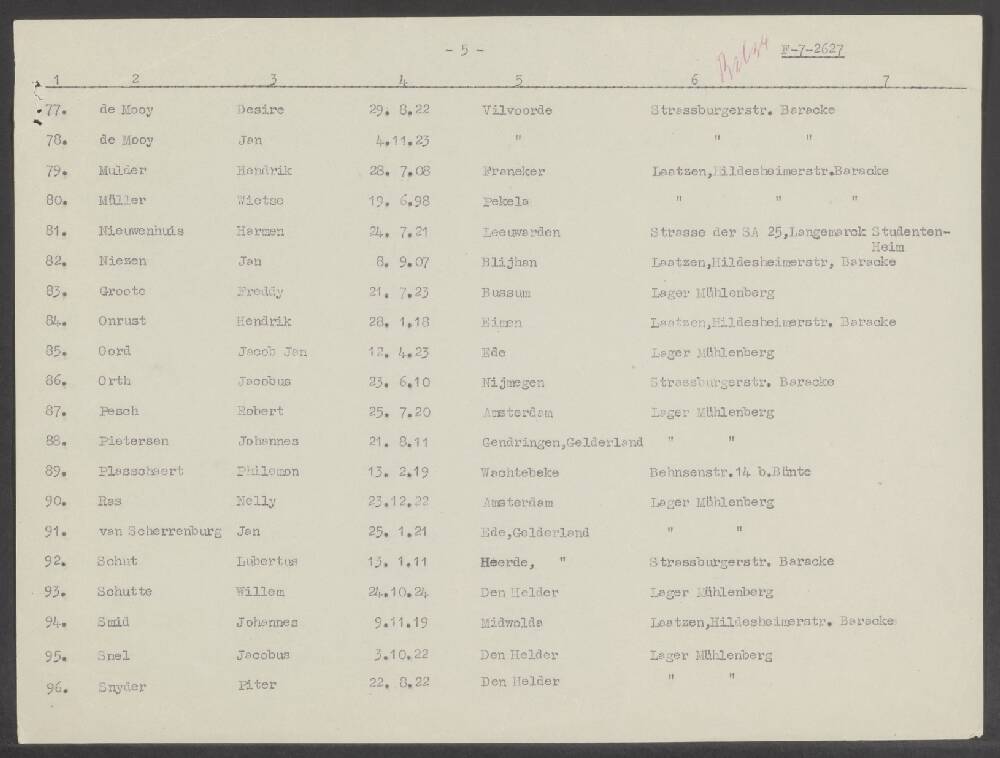 - 5 -
F-7-2627
1 2 3 4 5 6 7
77. de Mooy Desire 29. 8.22 Vilvoorde Strassburgerstr. Baracke
78. de Mooy Jan 4.11.23 " " "
79. Mulder Hendrik 28. 7.08 Franeker Laatzen,Hildesheimerstr.Baracke
80. Müller Wietse 19. 6.98 Pekela " " "
81. Nieuwenhuis Harmen 24. 7.21 Leeuwarden Strasse der SA 25,Langemarck Studenten-
Heim
82. Niezen Jan 8. 9.07 Blijhan Laatzen,Hildesheimerstr, Baracke
83. Groote Freddy 21. 7.23 Bussum Lager Mühlenberg
84. Onrust Hendrik 28. 1.18 Eimen Laatzen,Hildesheimerstr. Baracke
85. Oord Jacob Jan 12. 4.23 Ede Lager Mühlenberg
86. Orth Jacobus 23. 6.10 Nijmegen Strassburgerstr. Baracke
87. Pesch Robert 25. 7.20 Amsterdam Lager Mühlenberg
88. Pietersen Johannes 21. 8.11 Gendringen,Gelderland " "
89. Plasschaert Philemon 13. 2.19 Wachtebeke Behnsenstr.14 b.Bünte
90. Ras Nelly 23.12.22 Amsterdam Lager Mühlenberg
91. van Scherrenburg Jan 25. 1.21 Ede,Gelderland " "
92. Schut Lubertus 13. 1.11 Heerde, " Strassburgerstr. Baracke
93. Schutte Willem 24.10.24 Den Helder Lager Mühlenberg
94. Smid Johannes 9.11.19 Midwolda Laatzen,Hildesheimerstr. Baracke
95. Snel Jacobus 3.10.22 Den Helder Lager Mühlenberg
96. Snyder Piter 22. 8.22 Den Helder " "